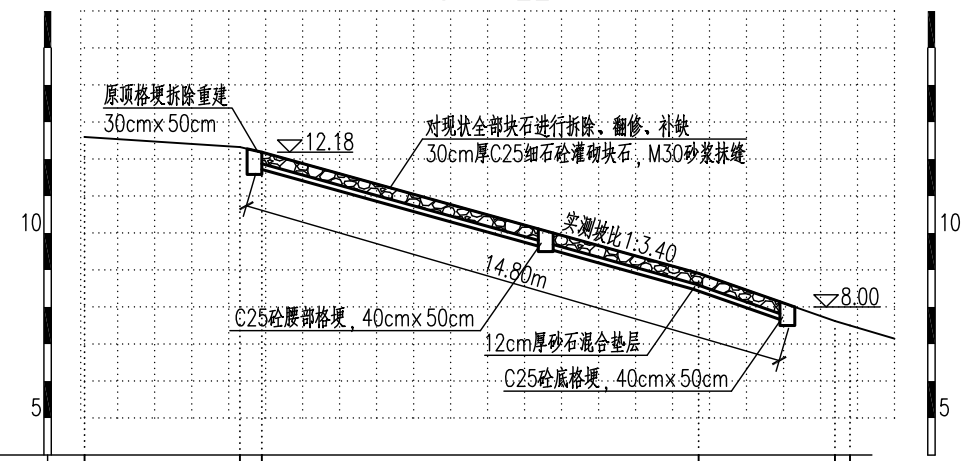 原顶格埂拆除重建
30cm×50cm
12.18
对现状全部块石进行拆除、翻修、补缺
30cm厚C25细石砼灌砌块石，M30砂浆抹缝
10
10
实测坡比1:3.40
14.80m
8.00
C25砼腰部格埂，40cm×50cm
12cm厚砂石混合垫层
C25砼底格埂，40cm×50cm
5
5